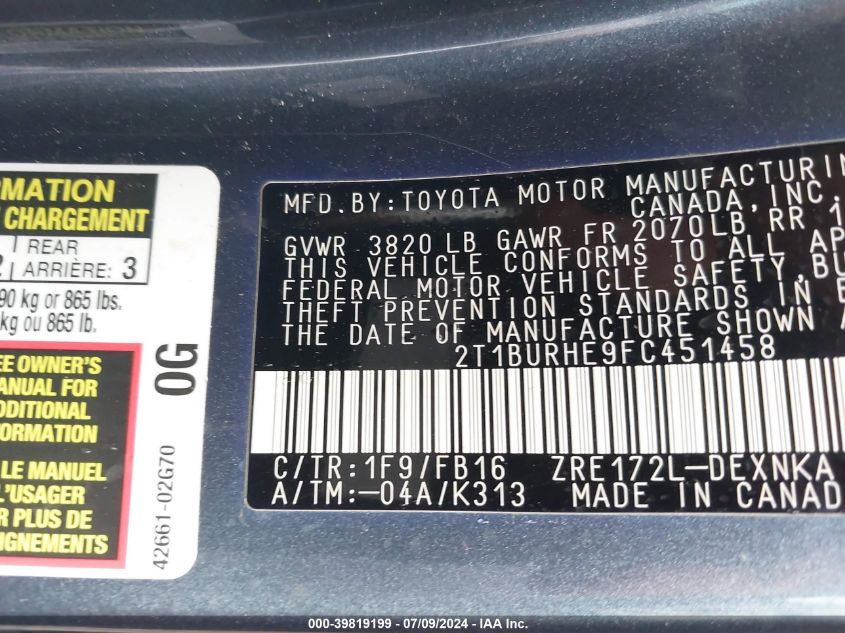 RMATION
CHARGEMENT
REAR
ARRIÈRE: 3
90 kg or 865 lbs.
kg ou 865 lb.
EE OWNER'S
ANUAL FOR
DDITIONAL
FORMATION
LE MANUEL
L'USAGER
R PLUS DE
IGNEMENTS
0G
42661-02G70
MFD.BY:TOYOTA MOTOR MANUFACTURIN
CANADA,INC.
GVWR 3820 LB GAWR FR 2070LB RR 1
THIS VEHICLE CONFORMS TO ALL AP
FEDERAL MOTOR VEHICLE SAFETY,BU
THEFT PREVENTION STANDARDS IN E
THE DATE OF MANUFACTURE SHOWN A
2T1BURHE9FC451458
C/TR:1F9/FB16 ZRE172L-DEXNKA
A/TM:-04A/K313 MADE IN CANAD
000-39819199 - 07/09/2024 - IAA Inc.